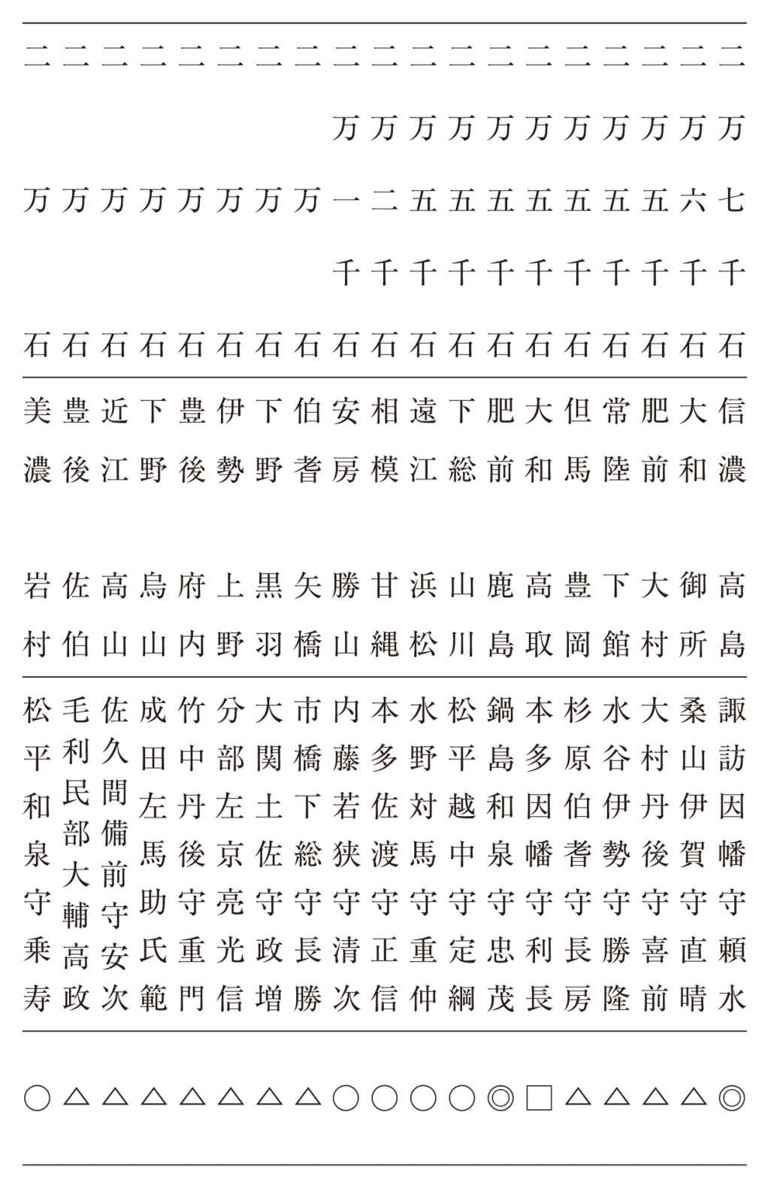 二万七千石 信濃 高島 諏訪因幡守頼水 ◎
二万六千石 大和 御所 桑山伊賀守直晴 △
二万五千石 肥前 大村 大村丹後守喜前 △
二万五千石 常陸 下館 水谷伊勢守勝隆 △
二万五千石 但馬 豊岡 杉原伯耆守長房 △
二万五千石 大和 高取 本多因幡守利長 □
二万五千石 肥前 鹿島 鍋島和泉守忠茂 ◎
二万五千石 下総 山川 松平越中守定綱 ○
二万五千石 遠江 浜松 水野対馬守重仲 ○
二万二千石 相模 甘縄 本多佐渡守正信 ○
二万一千石 安房 勝山 内藤若狭守清次 ○
二万石 伯耆 矢橋 市橋下総守長勝 △
二万石 下野 黒羽 大関土佐守政増 △
二万石 伊勢 上野 分部左京亮光信 △
二万石 豊後 府内 竹中丹後守重門 △
二万石 下野 烏山 成田左馬助氏範 △
二万石 近江 高山 佐久間備前守安次 △
二万石 豊後 佐伯 毛利民部大輔高政 △
二万石 美濃 岩村 松平和泉守乗寿 ○